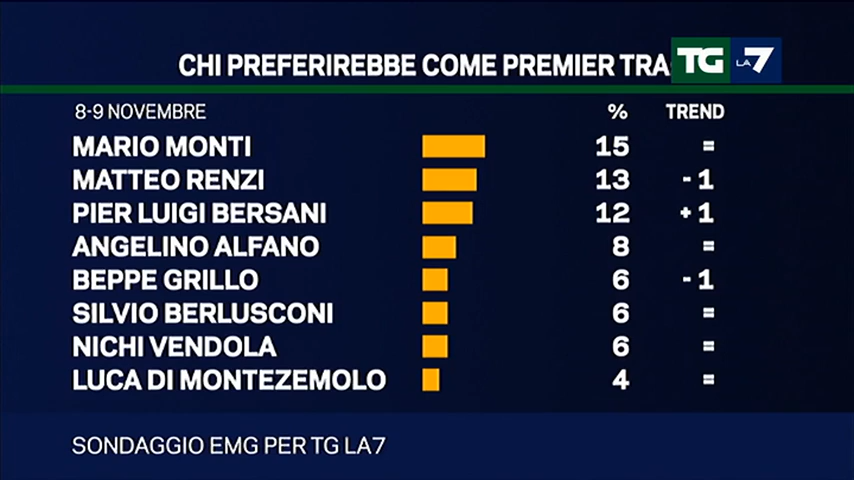 CHI PREFERIREBBE COME PREMIER TRA
TG LA 7
8-9 NOVEMBRE % TREND
MARIO MONTI 15 =
MATTEO RENZI 13 - 1
PIER LUIGI BERSANI 12 + 1
ANGELINO ALFANO 8 =
BEPPE GRILLO 6 - 1
SILVIO BERLUSCONI 6 =
NICHI VENDOLA 6 =
LUCA DI MONTEZEMOLO 4 =
SONDAGGIO EMG PER TG LA7